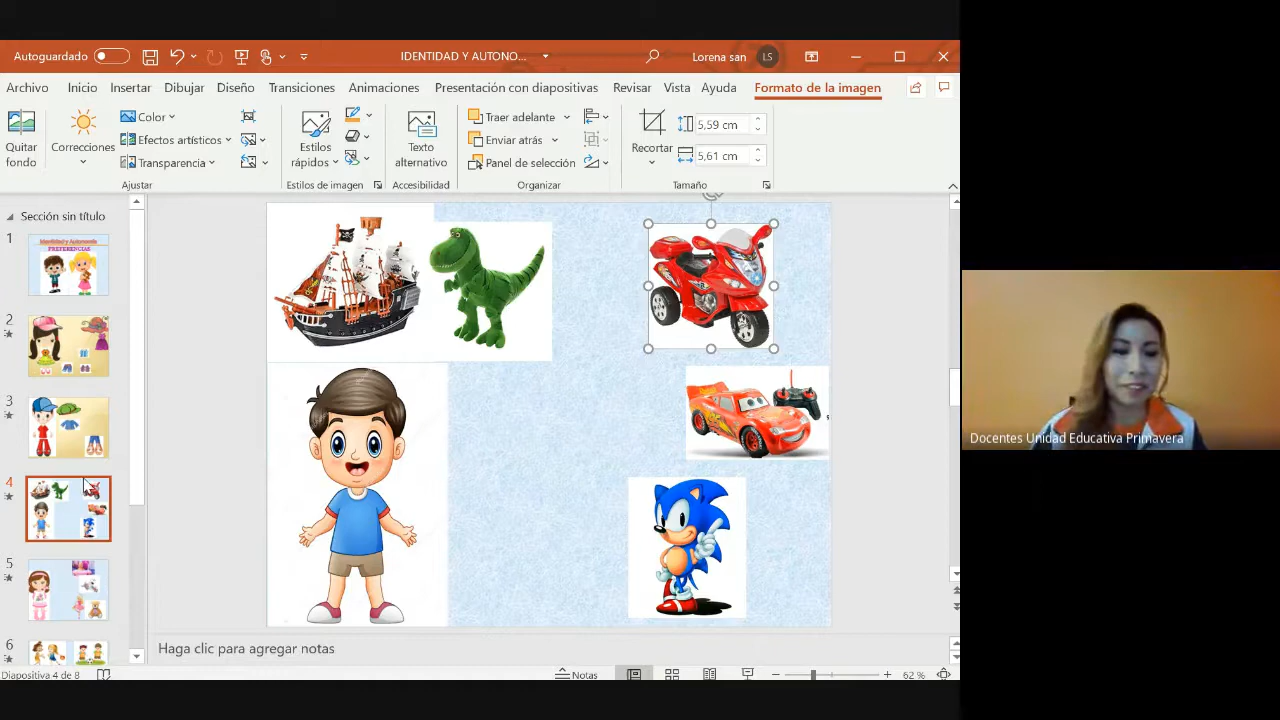 Autoguardado
IDENTIDAD Y AUTONO...
Lorena san
LS
Archivo
Inicio
Insertar
Dibujar
Diseño
Transiciones
Animaciones
Presentación con diapositivas
Revisar
Vista
Ayuda
Formato de la imagen
Quitar fondo
Correcciones
Color
Efectos artísticos
Transparencia
Ajustar
Estilos rápidos
Estilos de imagen
Texto alternativo
Accesibilidad
Traer adelante
Enviar atrás
Panel de selección
Organizar
Recortar
5,59 cm
5,61 cm
Tamaño
Sección sin título
1
Identidad y Autonomía
PREFERENCIAS
2
3
4
5
6
Docentes Unidad Educativa Primavera
Haga clic para agregar notas
Diapositiva 4 de 8
Notas
62 %